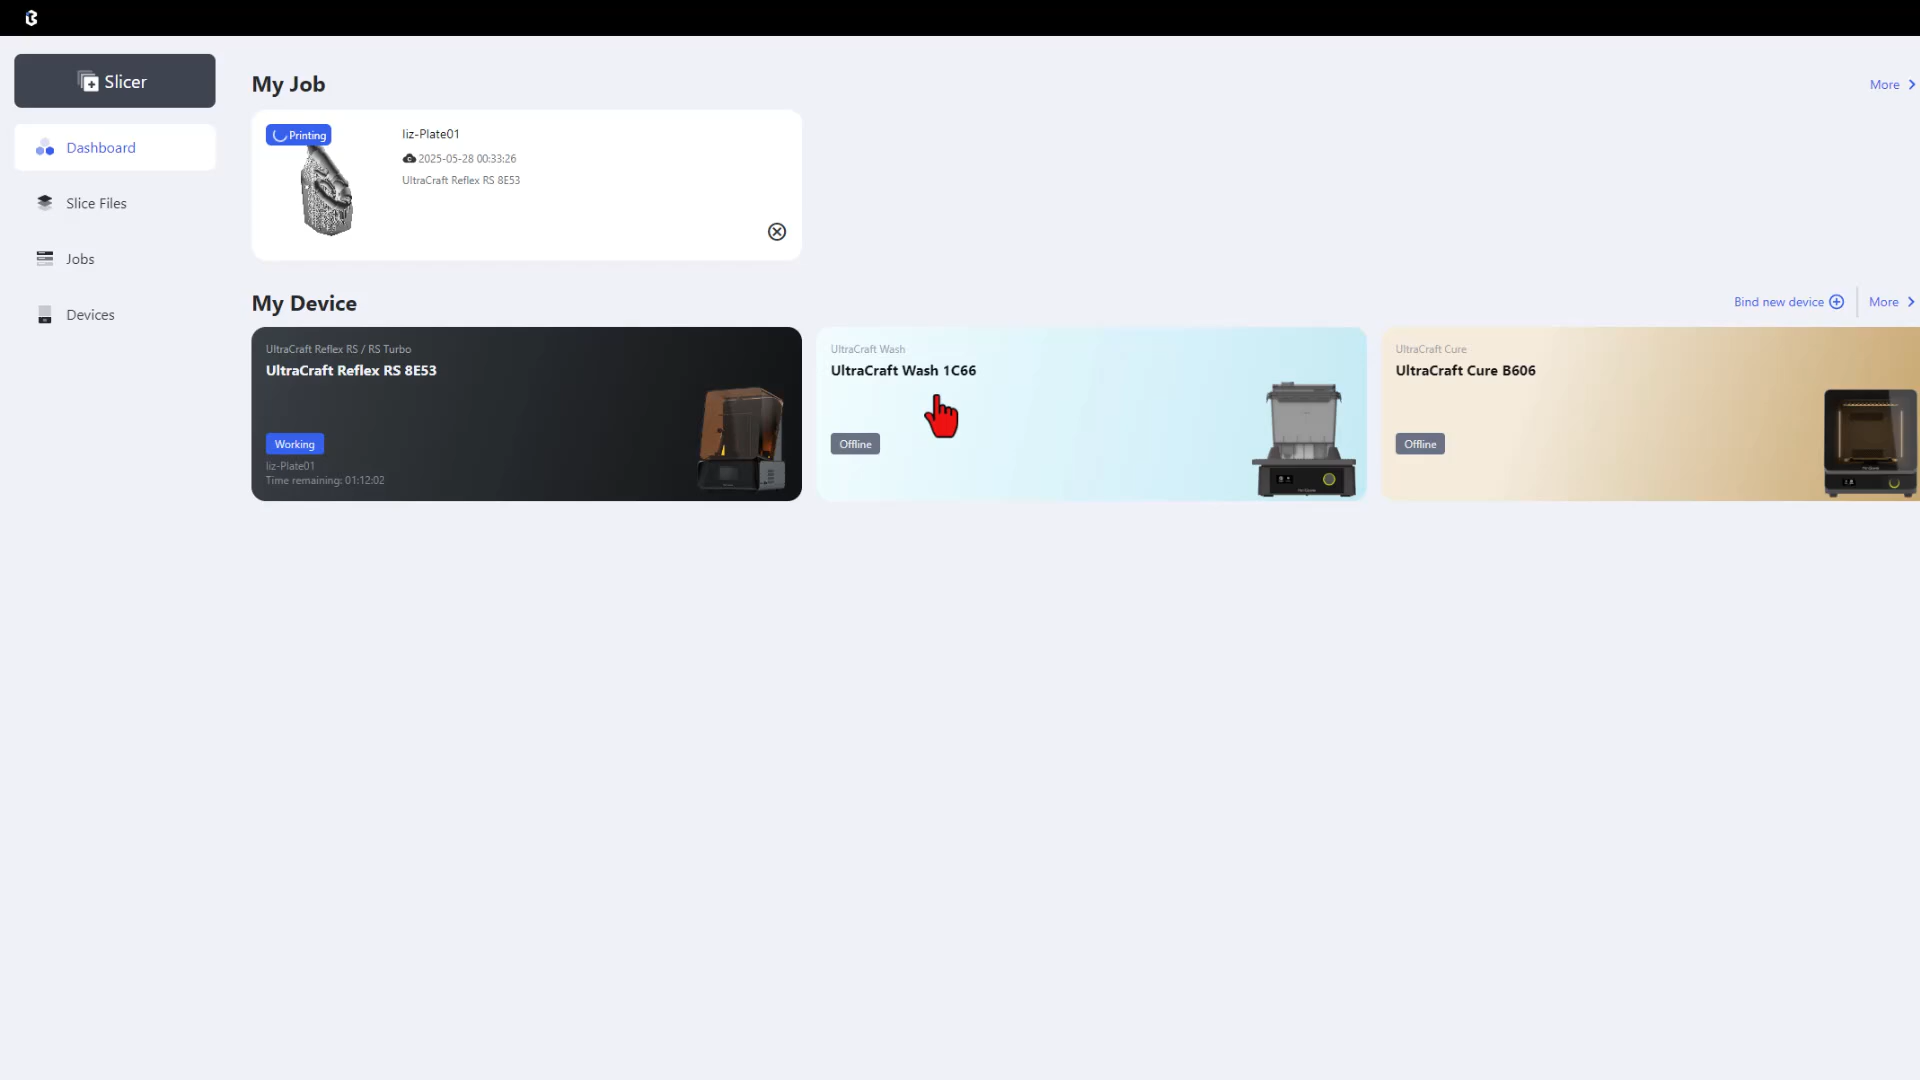 Slicer
Dashboard
Slice Files
Jobs
Devices
My Job
More
Printing
liz-Plate01
2025-05-28 00:33:26
UltraCraft Reflex RS 8E53
My Device
Bind new device
More
UltraCraft Reflex RS / RS Turbo
UltraCraft Reflex RS 8E53
Working
liz-Plate01
Time remaining: 01:12:02
UltraCraft Wash
UltraCraft Wash 1C66
Offline
UltraCraft Cure
UltraCraft Cure B606
Offline